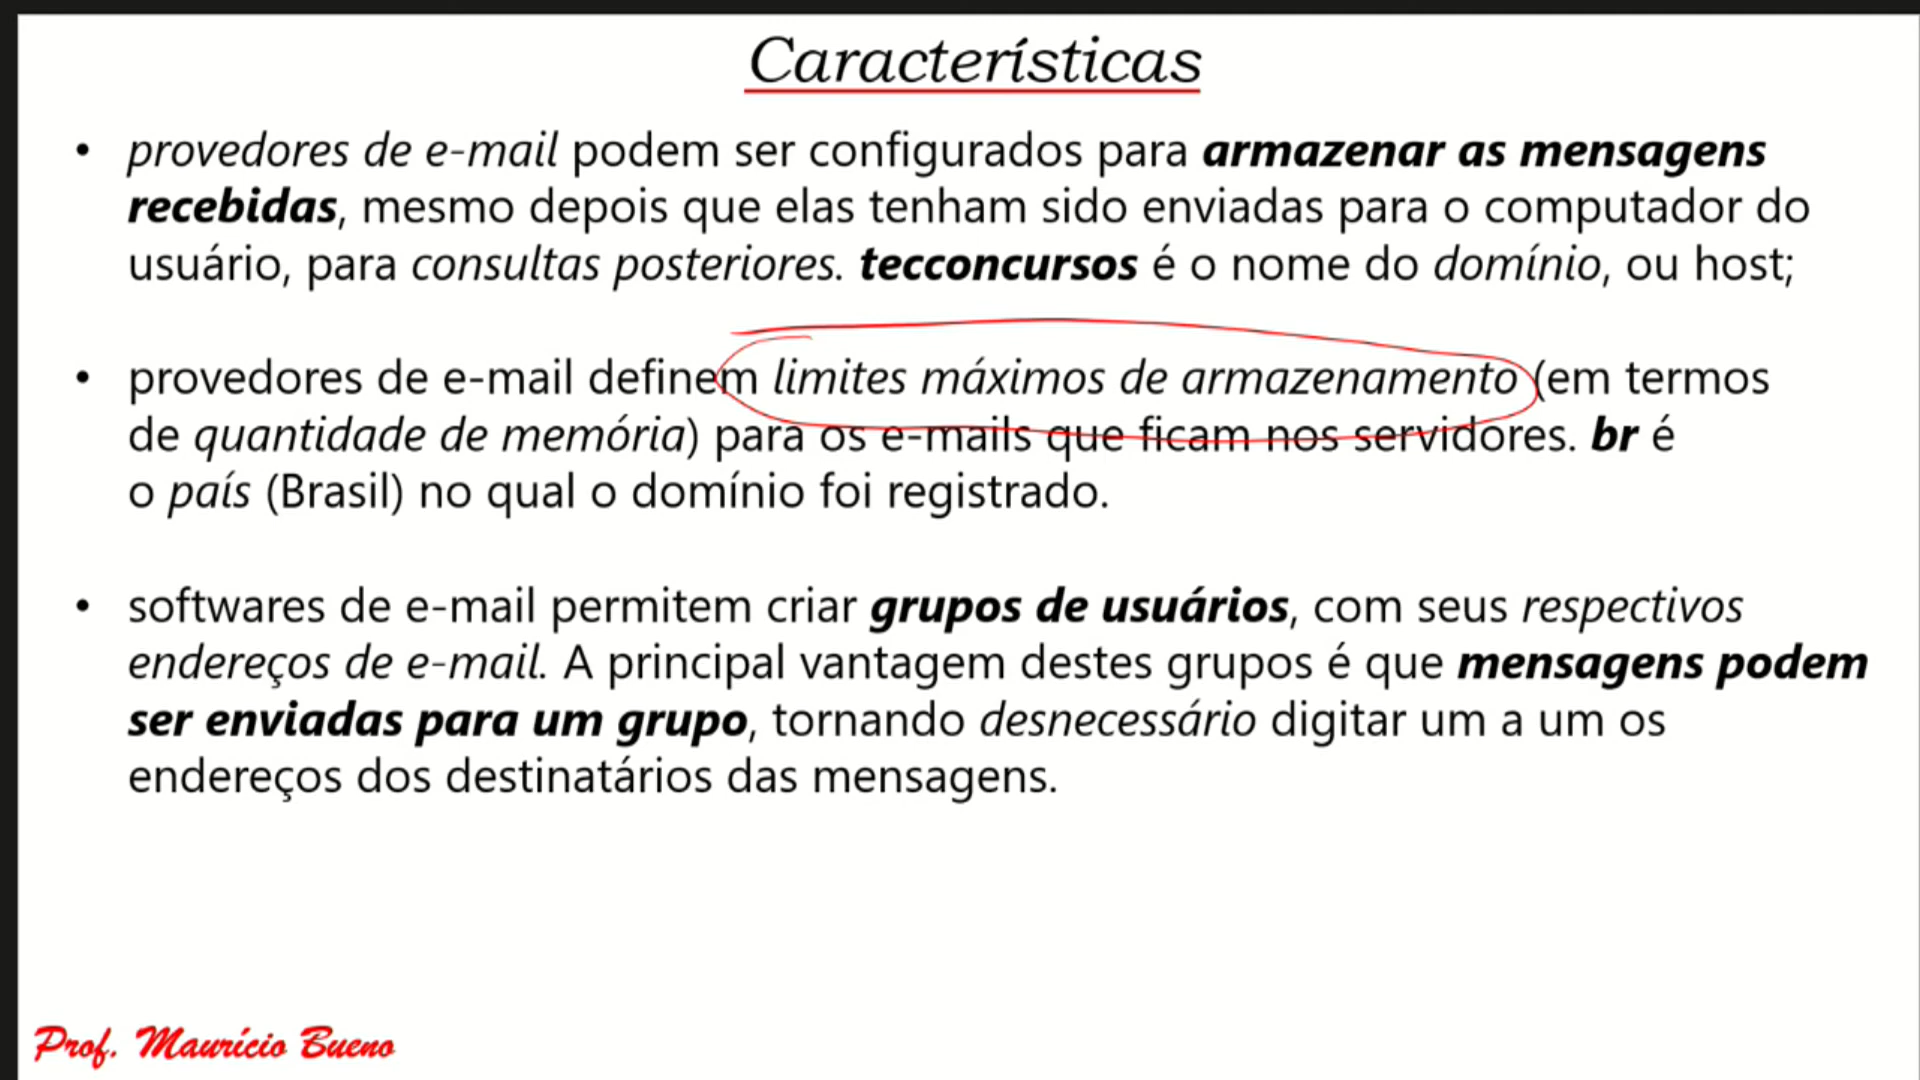 Características
• provedores de e-mail podem ser configurados para armazenar as mensagens
recebidas, mesmo depois que elas tenham sido enviadas para o computador do
usuário, para consultas posteriores. tecconcursos é o nome do domínio, ou host;
• provedores de e-mail definem limites máximos de armazenamento (em termos
de quantidade de memória) para os e-mails que ficam nos servidores. br é
o país (Brasil) no qual o domínio foi registrado.
• softwares de e-mail permitem criar grupos de usuários, com seus respectivos
endereços de e-mail. A principal vantagem destes grupos é que mensagens podem
ser enviadas para um grupo, tornando desnecessário digitar um a um os
endereços dos destinatários das mensagens.
Prof. Maurício Bueno